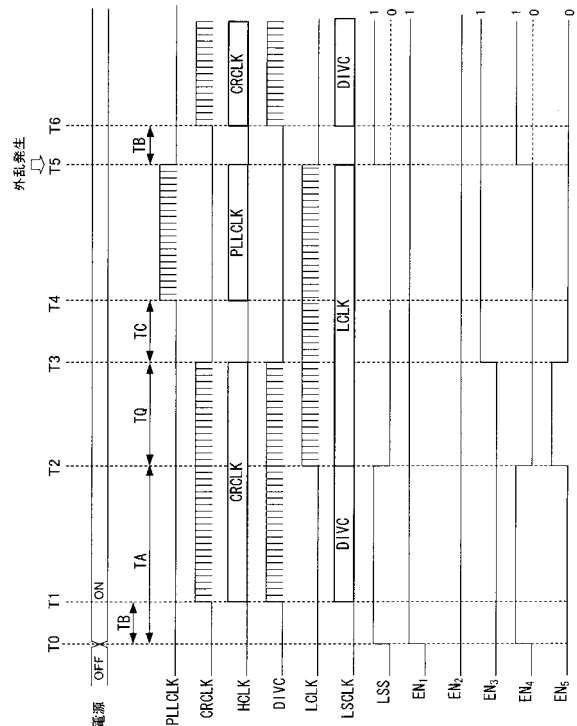 外乱発生
T0 T1 T2 T3 T4 T5 T6
電源 OFF ON
TB TA TQ TC TB
PLLCLK
CRCLK
HCLK CRCLK PLLCLK CRCLK
DIVC
LCLK
LSCLK DIVC LCLK DIVC
LSS 1 0
EN1 1
EN2
EN3 1
EN4 1 0
EN5 0